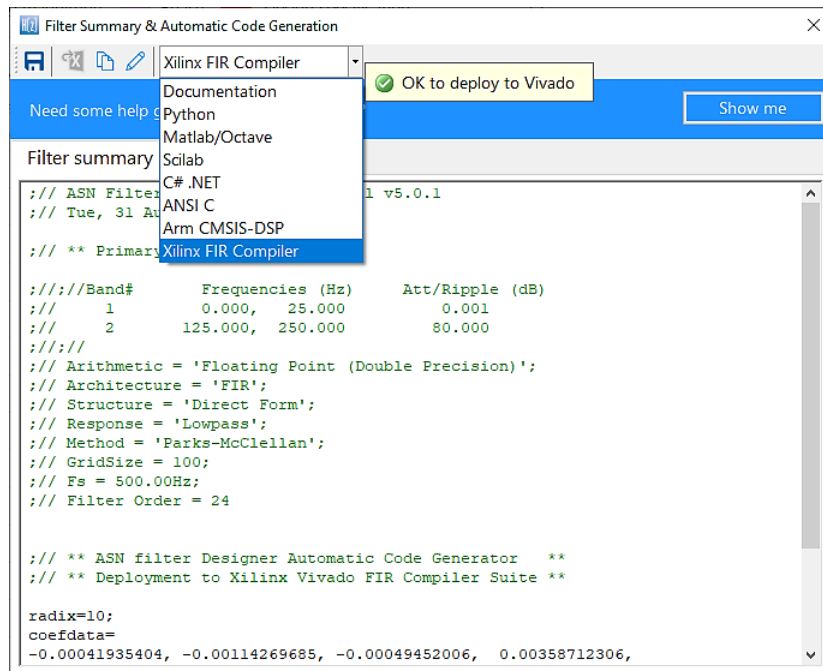 Filter Summary & Automatic Code Generation
Xilinx FIR Compiler
OK to deploy to Vivado
Documentation
Python
Matlab/Octave
Scilab
C# .NET
ANSI C
Arm CMSIS-DSP
Xilinx FIR Compiler
Need some help
Show me
Filter summary
;// ASN Filter l v5.0.1
;// Tue, 31 Au
;// ** Primary
;//;//Band# Frequencies (Hz) Att/Ripple (dB)
;// 1 0.000, 25.000 0.001
;// 2 125.000, 250.000 80.000
;//;//
;// Arithmetic = 'Floating Point (Double Precision)';
;// Architecture = 'FIR';
;// Structure = 'Direct Form';
;// Response = 'Lowpass';
;// Method = 'Parks-McClellan';
;// GridSize = 100;
;// Fs = 500.00Hz;
;// Filter Order = 24
;// ** ASN filter Designer Automatic Code Generator **
;// ** Deployment to Xilinx Vivado FIR Compiler Suite **
radix=10;
coefdata=
-0.00041935404, -0.00114269685, -0.00049452006, 0.00358712306,